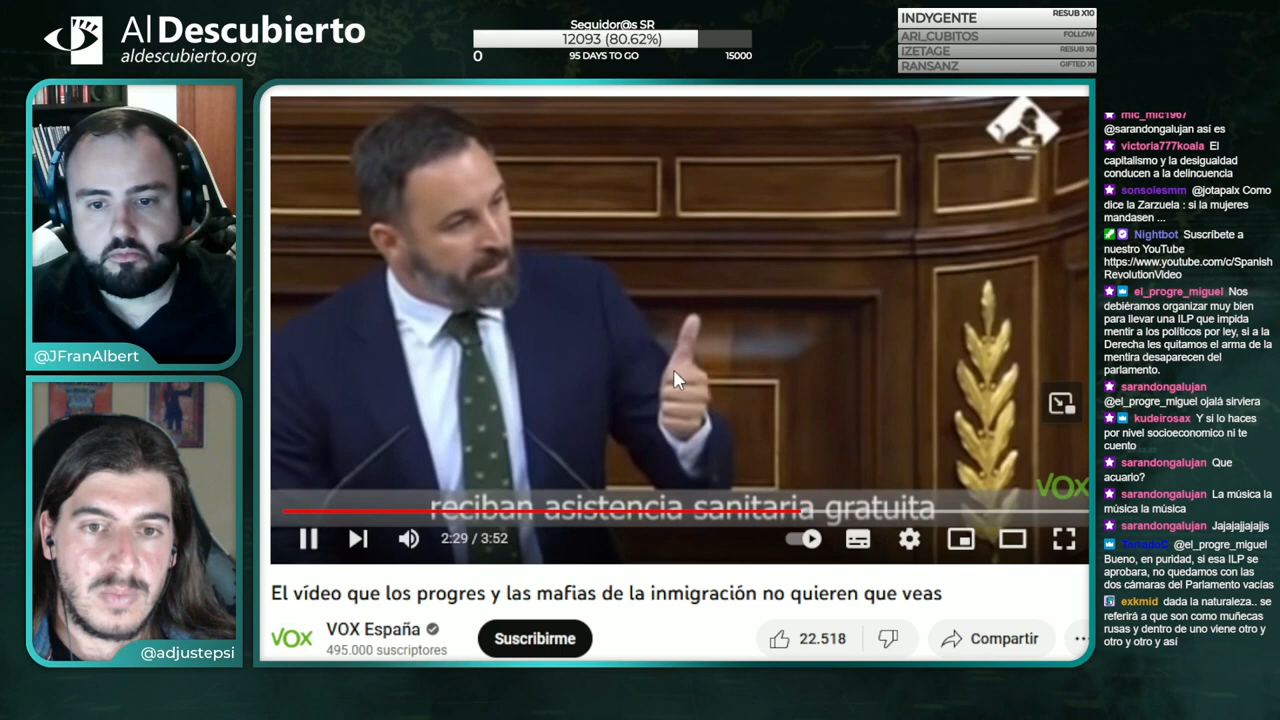 Al Descubierto
aldescubierto.org
Seguidor@s SR
12093 (80.62%)
0
95 DAYS TO GO
15000
INDYGENTE
RESUB X10
ARI_CUBITOS
FOLLOW
IZETAGE
RESUB X8
RANSANZ
GIFTED X1
@JFranAlbert
@adjustepsi
VOX
reciban asistencia sanitaria gratuita
2:29 / 3:52
El vídeo que los progres y las mafias de la inmigración no quieren que veas
VOX
VOX España
495.000 suscriptores
Suscribirme
22.518
Compartir
mic_mic1967
@sarandongalujan así es
victoria777koala El
capitalismo y la desigualdad
conducen a la delincuencia
sonsolesmm @jotapalx Como
dice la Zarzuela : si la mujeres
mandasen ...
Nightbot Suscríbete a
nuestro YouTube
https://www.youtube.com/c/Spanish
RevolutionVideo
el_progre_miguel Nos
debiéramos organizar muy bien
para llevar una ILP que impida
mentir a los políticos por ley, si a la
Derecha les quitamos el arma de la
mentira desaparecen del
parlamento.
sarandongalujan
@el_progre_miguel ojalá sirviera
kudeirosax Y si lo haces
por nivel socioeconomico ni te
cuento
sarandongalujan Que
acuario?
sarandongalujan La música la
música la música
sarandongalujan Jajajajjajajjs
@el_progre_miguel
Bueno, en puridad, si esa ILP se
aprobara, no quedamos con las
dos cámaras del Parlamento vacías
exkmid dada la naturaleza.. se
referirá a que son como muñecas
rusas y dentro de uno viene otro y
otro y otro y así